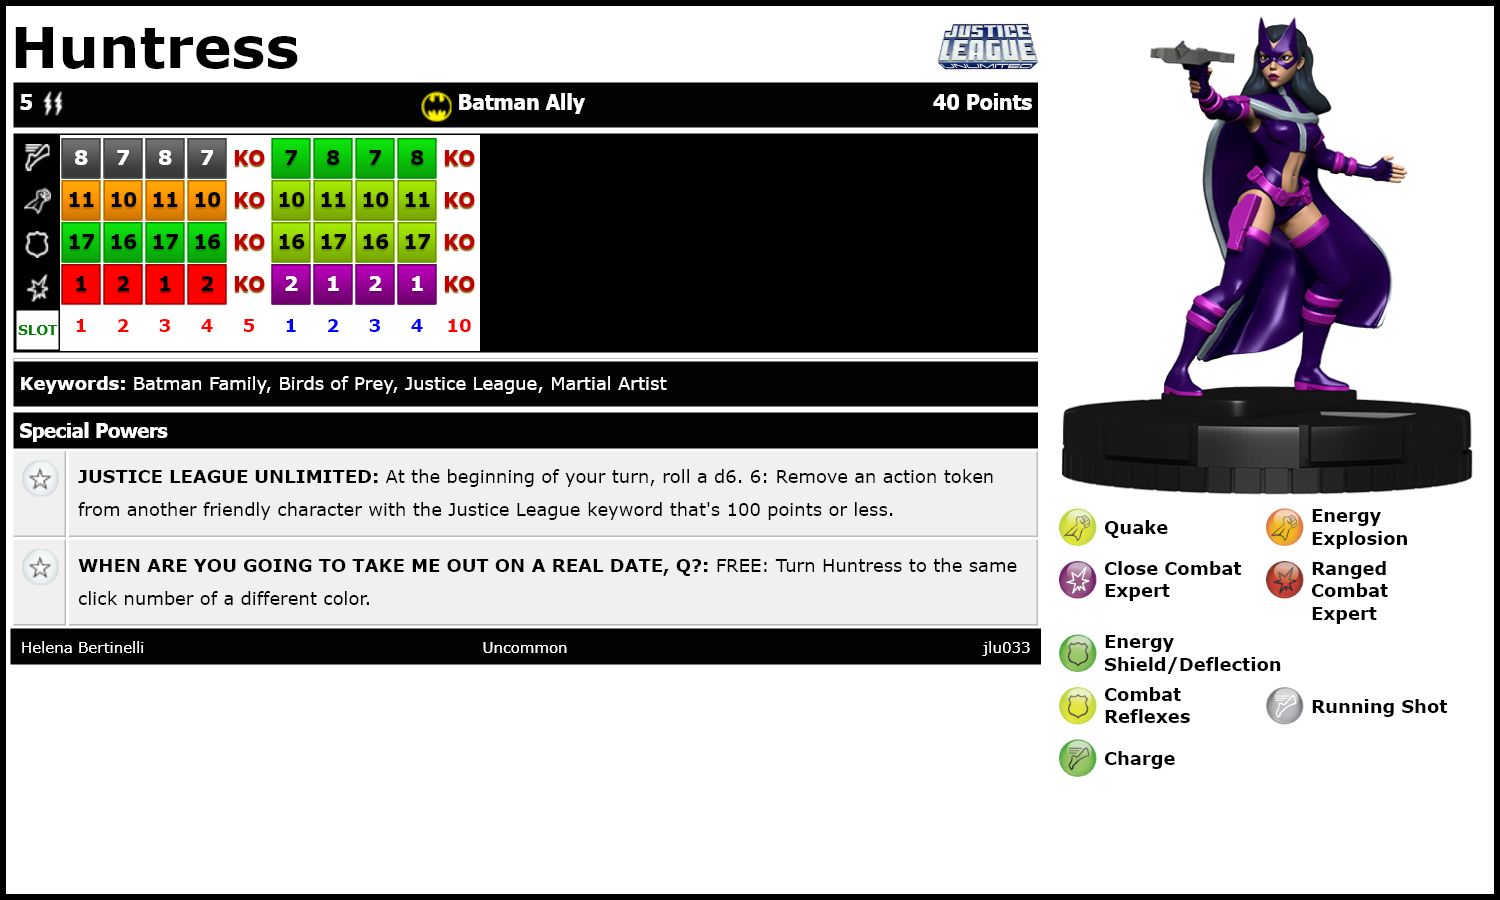 Huntress
JUSTICE
LEAGUE
UNLIMITED
5 Batman Ally 40 Points
8 7 8 7 KO 7 8 7 8 KO
11 10 11 10 KO 10 11 10 11 KO
17 16 17 16 KO 16 17 16 17 KO
1 2 1 2 KO 2 1 2 1 KO
SLOT 1 2 3 4 5 1 2 3 4 10
Keywords: Batman Family, Birds of Prey, Justice League, Martial Artist
Special Powers
JUSTICE LEAGUE UNLIMITED: At the beginning of your turn, roll a d6. 6: Remove an action token
from another friendly character with the Justice League keyword that's 100 points or less.
WHEN ARE YOU GOING TO TAKE ME OUT ON A REAL DATE, Q?: FREE: Turn Huntress to the same
click number of a different color.
Helena Bertinelli Uncommon jlu033
Quake
Energy
Explosion
Close Combat
Expert
Ranged
Combat
Expert
Energy
Shield/Deflection
Combat
Reflexes
Running Shot
Charge